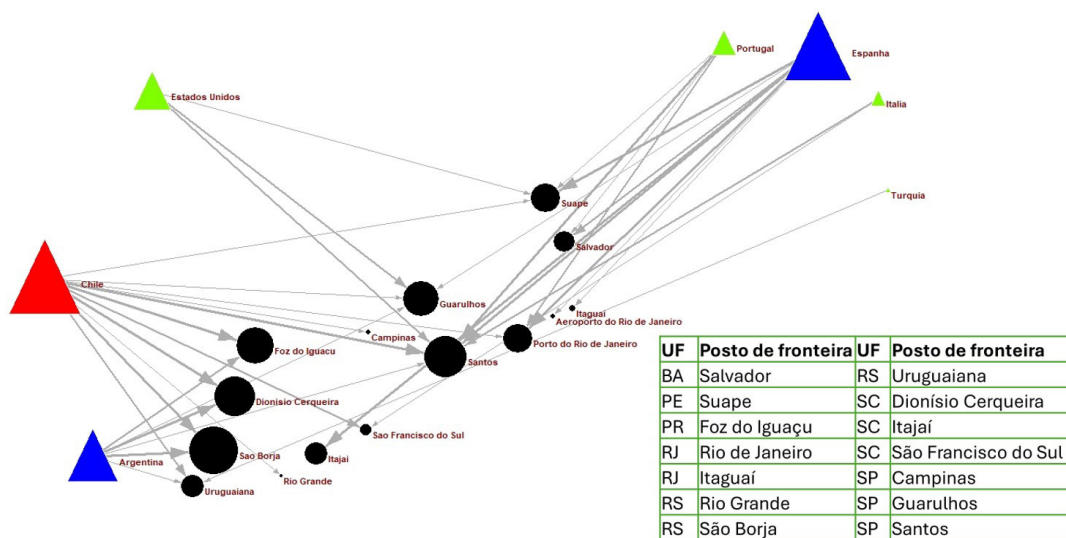 Portugal
Espanha
Estados Unidos
Italia
Turquia
Suape
Salvador
Chile
Guarulhos
Itaguaí
Aeroporto do Rio de Janeiro
Campinas
Porto do Rio de Janeiro
Foz do Iguacu
Santos
Dionísio Cerqueira
Sao Francisco do Sul
Sao Borja
Itajaí
Argentina
Rio Grande
Uruguaiana
UF Posto de fronteira UF Posto de fronteira
BA Salvador RS Uruguaiana
PE Suape SC Dionísio Cerqueira
PR Foz do Iguaçu SC Itajaí
RJ Rio de Janeiro SC São Francisco do Sul
RJ Itaguaí SP Campinas
RS Rio Grande SP Guarulhos
RS São Borja SP Santos